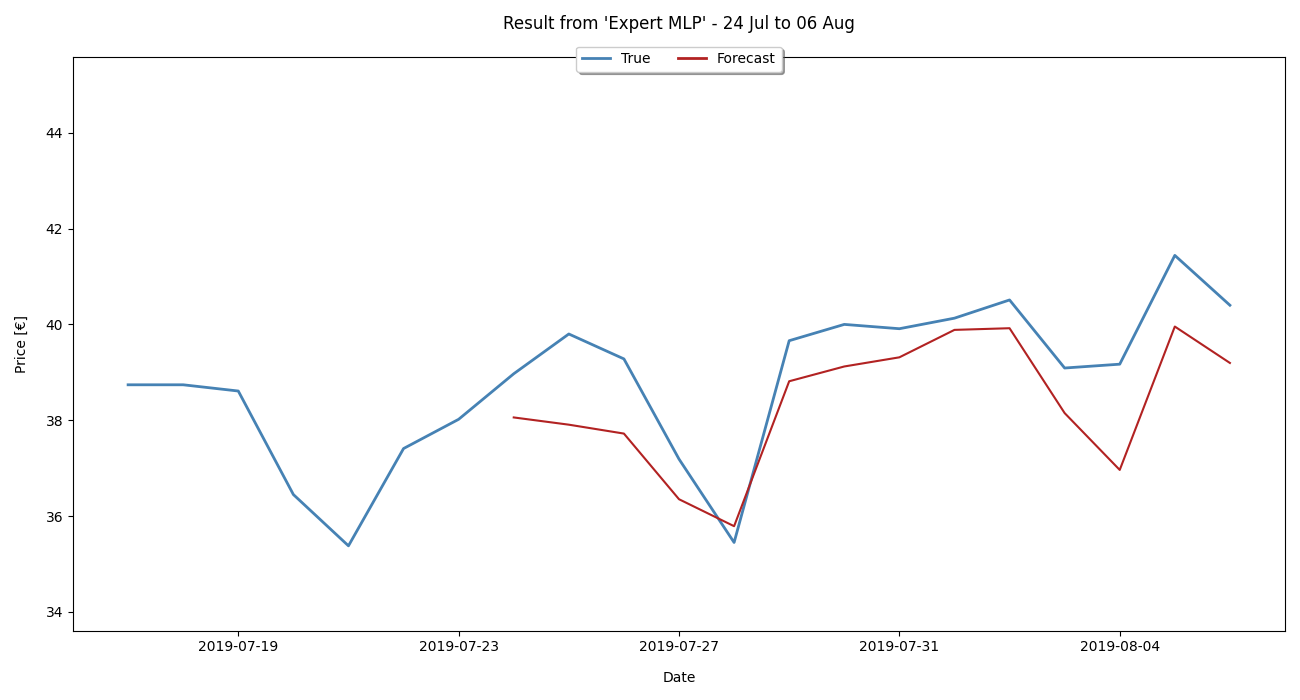 Result from 'Expert MLP' - 24 Jul to 06 Aug
True Forecast
44
42
40
38
36
34
Price [€]
2019-07-19 2019-07-23 2019-07-27 2019-07-31 2019-08-04
Date